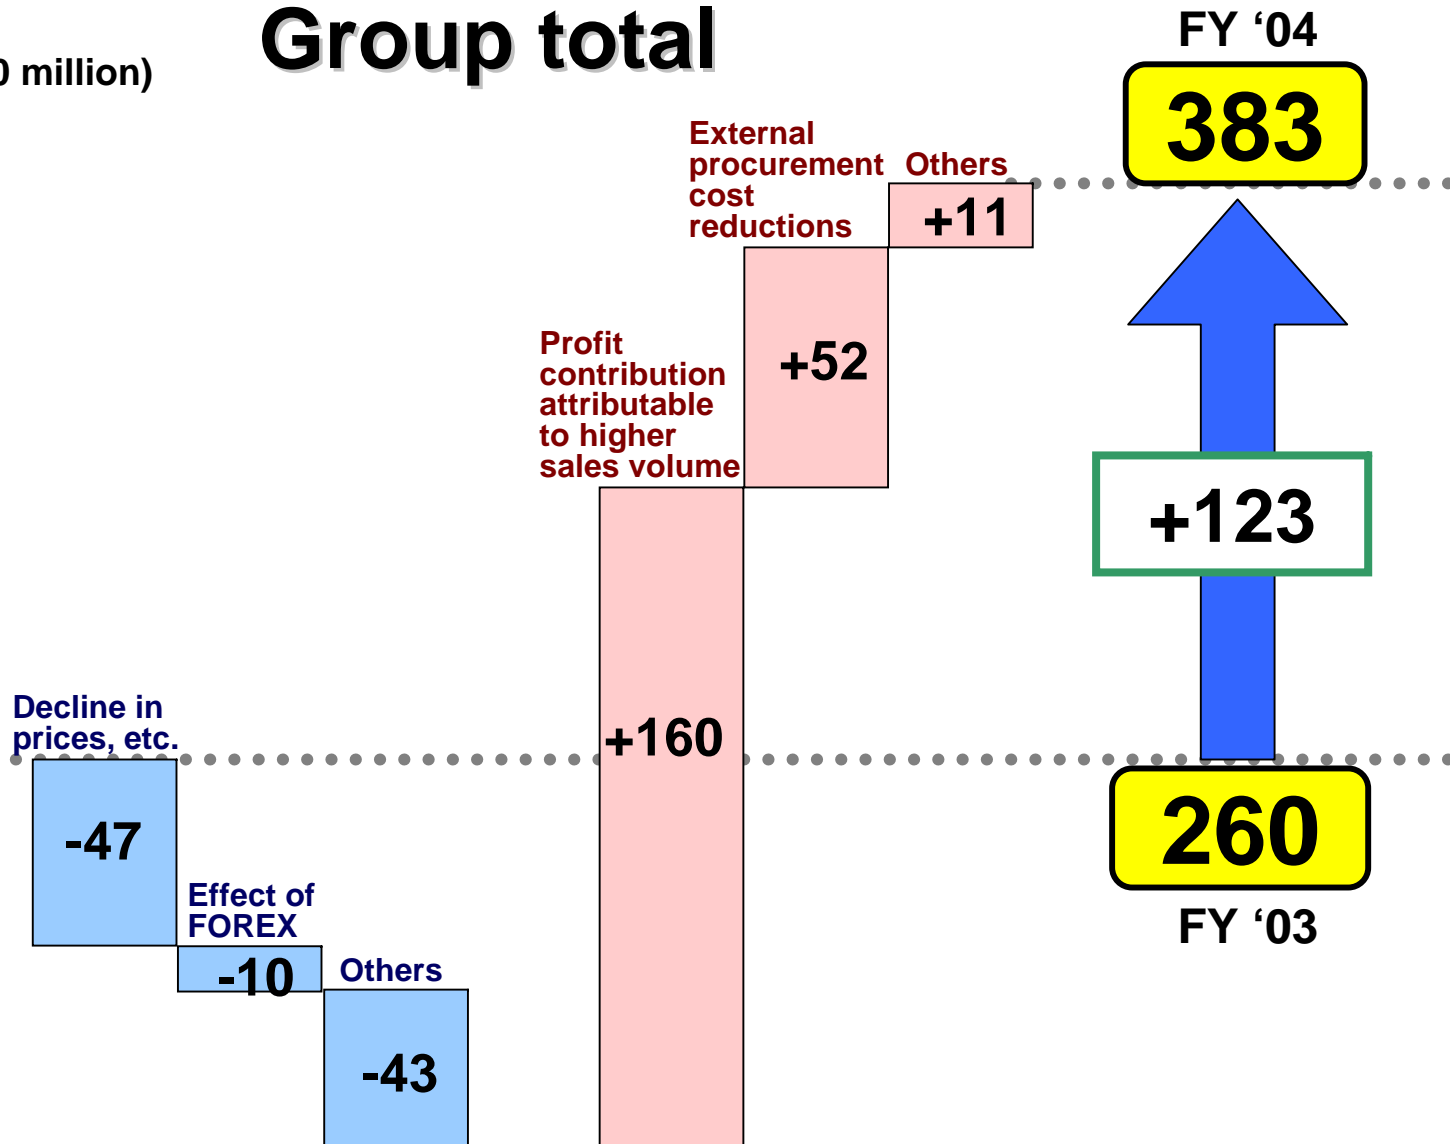 Group total
0 million)
FY ‘04
383
External
procurement
cost
reductions
Others
+11
+52
Profit
contribution
attributable
to higher
sales volume
+123
+160
Decline in
prices, etc.
-47
260
FY ‘03
Effect of
FOREX
-10
Others
-43